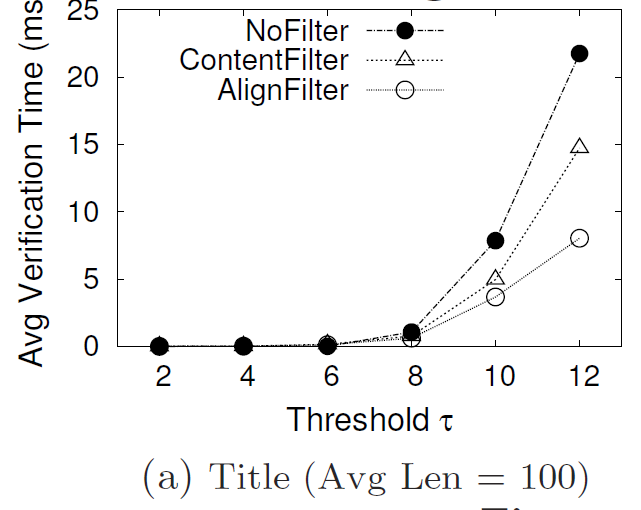 25
20
15
10
5
0
Avg Verification Time (ms
NoFilter
ContentFilter
AlignFilter
2 4 6 8 10 12
Threshold τ
(a) Title (Avg Len = 100)